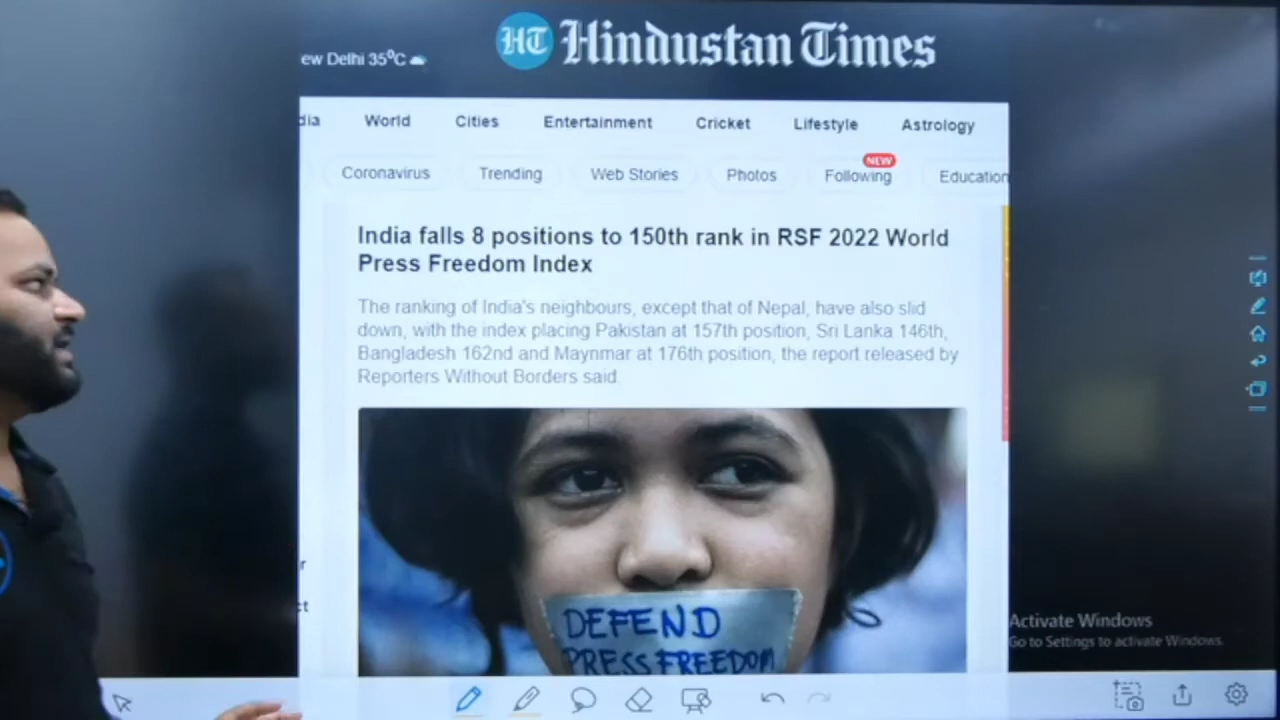 ew Delhi 35⁰C
HT Hindustan Times
dia World Cities Entertainment Cricket Lifestyle Astrology
NEW
Coronavirus Trending Web Stories Photos Following Education
India falls 8 positions to 150th rank in RSF 2022 World
Press Freedom Index
The ranking of India's neighbours, except that of Nepal, have also slid
down, with the index placing Pakistan at 157th position, Sri Lanka 146th,
Bangladesh 162nd and Maynmar at 176th position, the report released by
Reporters Without Borders said.
r
ct
DEFEND
PRESS FREEDOM
Activate Windows
Go to Settings to activate Windows.